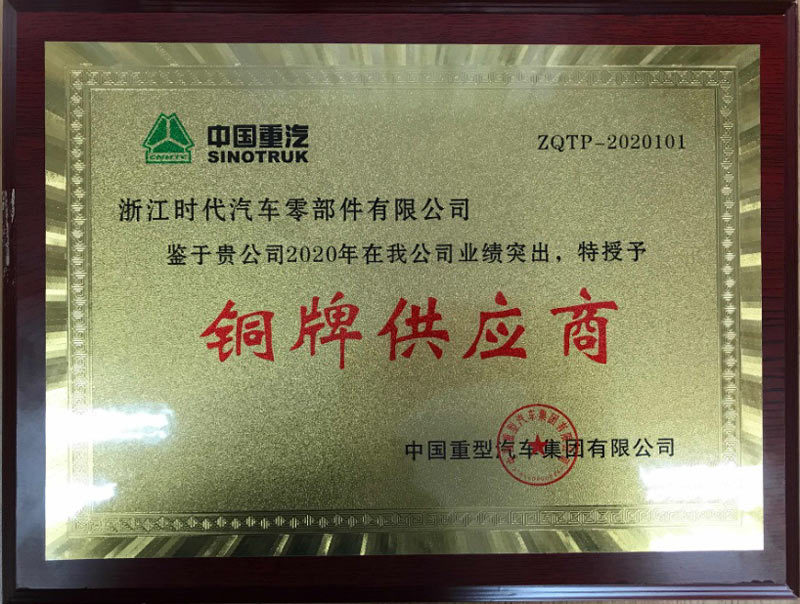 中国重汽
SINOTRUK
CNHTC
ZQTP-2020101
浙江时代汽车零部件有限公司
鉴于贵公司2020年在我公司业绩突出，特授予
铜牌供应商
中国重型汽车集团有限公司